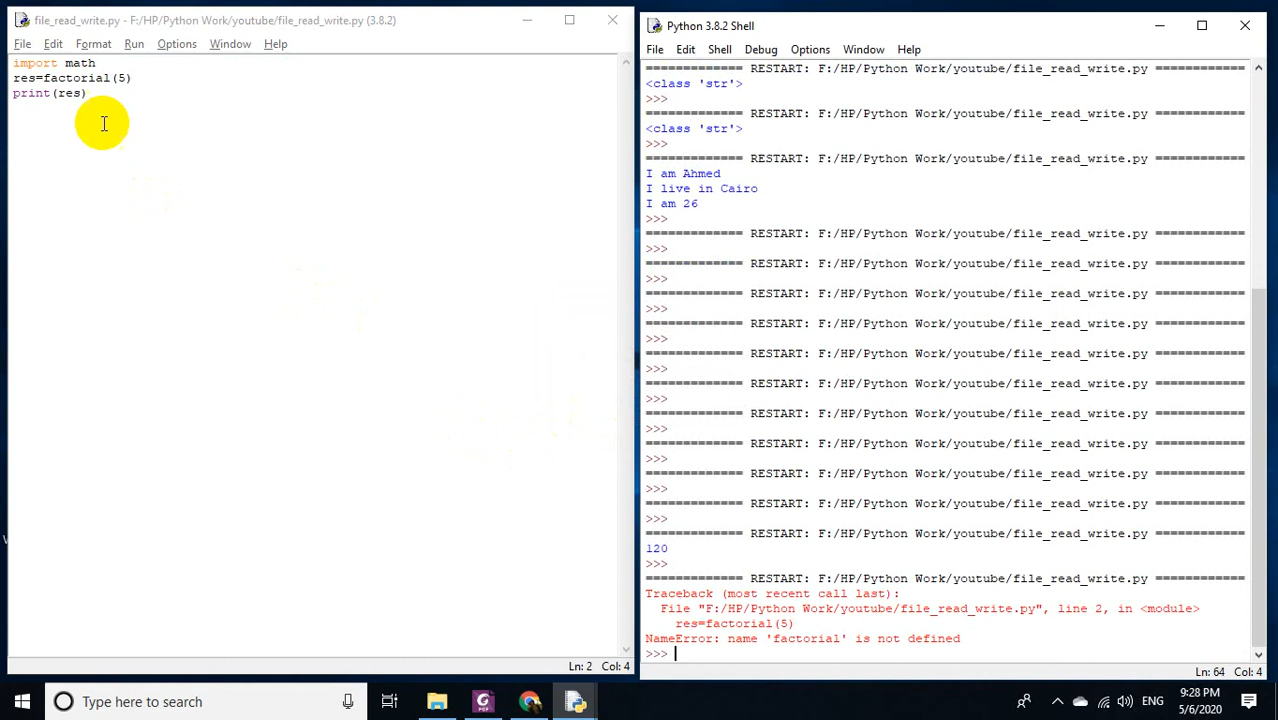 file_read_write.py - F:/HP/Python Work/youtube/file_read_write.py (3.8.2)
File Edit Format Run Options Window Help
import math
res=factorial(5)
print(res)
Ln: 2 Col: 4
Python 3.8.2 Shell
File Edit Shell Debug Options Window Help
============= RESTART: F:/HP/Python Work/youtube/file_read_write.py ============
<class 'str'>
>>>
============= RESTART: F:/HP/Python Work/youtube/file_read_write.py ============
<class 'str'>
>>>
============= RESTART: F:/HP/Python Work/youtube/file_read_write.py ============
I am Ahmed
I live in Cairo
I am 26
>>>
============= RESTART: F:/HP/Python Work/youtube/file_read_write.py ============
>>>
============= RESTART: F:/HP/Python Work/youtube/file_read_write.py ============
>>>
============= RESTART: F:/HP/Python Work/youtube/file_read_write.py ============
>>>
============= RESTART: F:/HP/Python Work/youtube/file_read_write.py ============
>>>
============= RESTART: F:/HP/Python Work/youtube/file_read_write.py ============
>>>
============= RESTART: F:/HP/Python Work/youtube/file_read_write.py ============
>>>
============= RESTART: F:/HP/Python Work/youtube/file_read_write.py ============
>>>
============= RESTART: F:/HP/Python Work/youtube/file_read_write.py ============
>>>
============= RESTART: F:/HP/Python Work/youtube/file_read_write.py ============
>>>
============= RESTART: F:/HP/Python Work/youtube/file_read_write.py ============
>>>
============= RESTART: F:/HP/Python Work/youtube/file_read_write.py ============
120
>>>
============= RESTART: F:/HP/Python Work/youtube/file_read_write.py ============
Traceback (most recent call last):
File "F:/HP/Python Work/youtube/file_read_write.py", line 2, in <module>
res=factorial(5)
NameError: name 'factorial' is not defined
>>>
Ln: 64 Col: 4
Type here to search
ENG
9:28 PM
5/6/2020